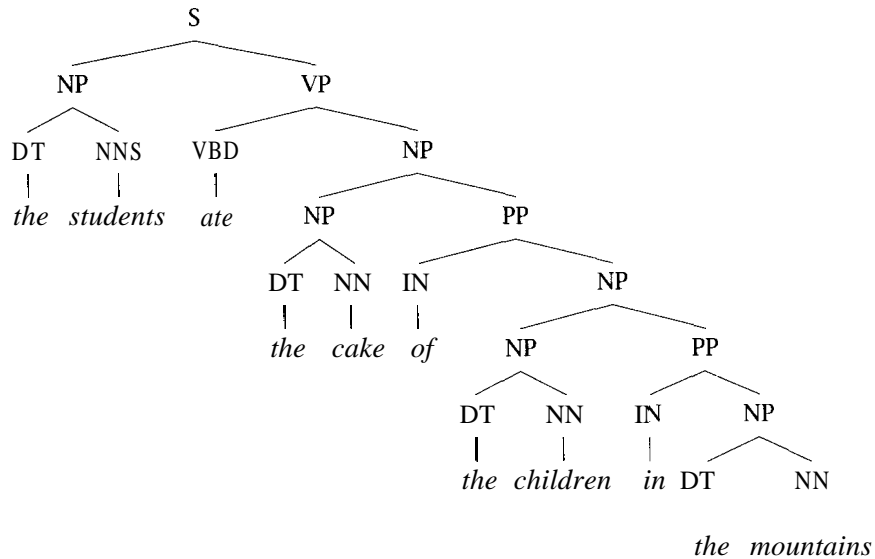 S
NP VP
DT NNS VBD NP
the students ate NP PP
DT NN IN NP
the cake of NP PP
DT NN IN NP
the children in DT NN
the mountains